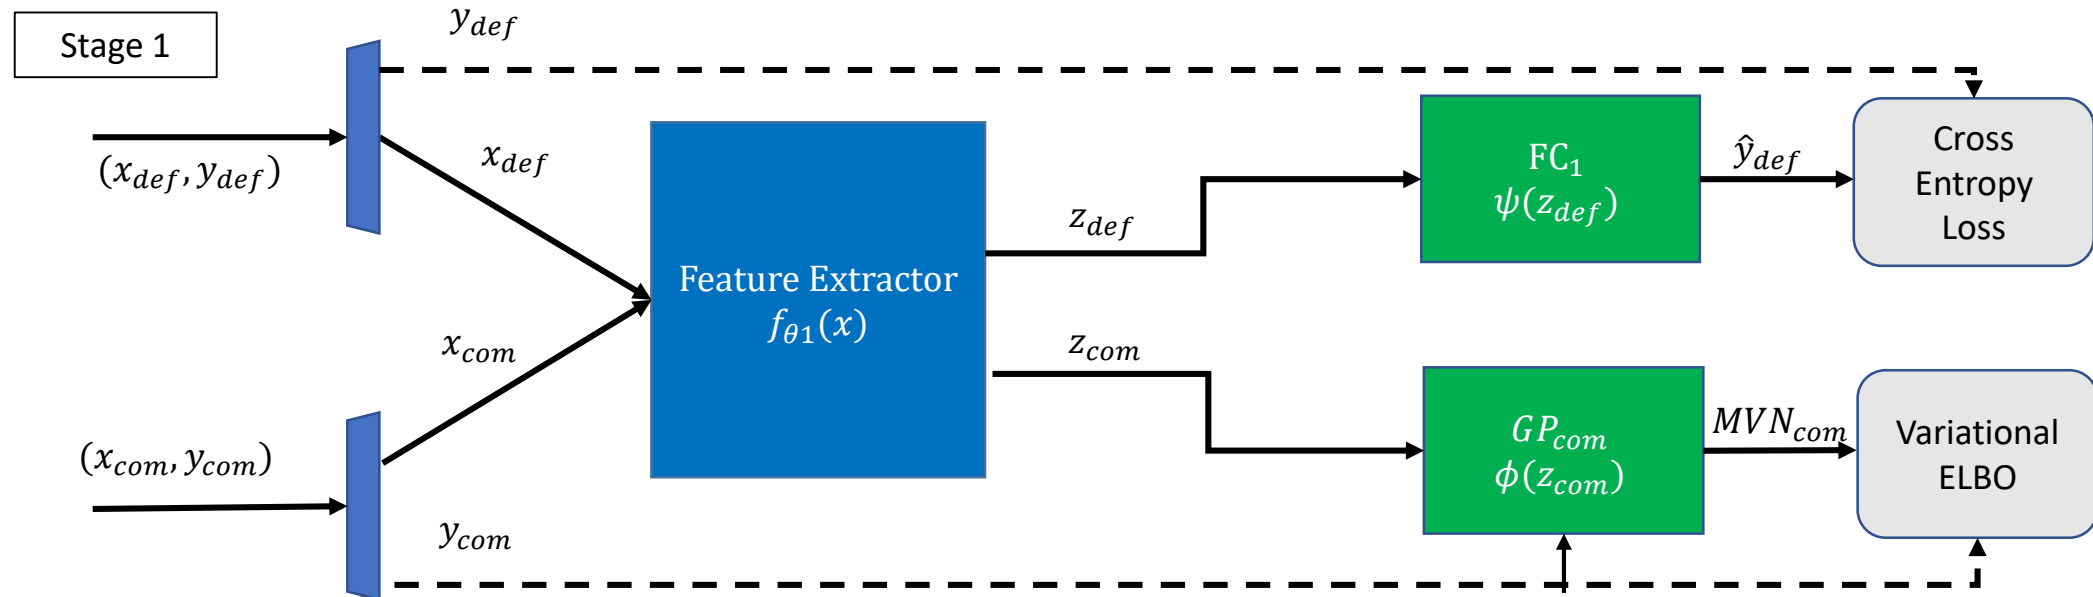 Stage 1
y_def
(x_def, y_def)
x_def
Feature Extractor
f_θ1(x)
z_def
FC₁
ψ(z_def)
ŷ_def
Cross
Entropy
Loss
x_com
(x_com, y_com)
y_com
z_com
GP_com
ϕ(z_com)
MVN_com
Variational
ELBO